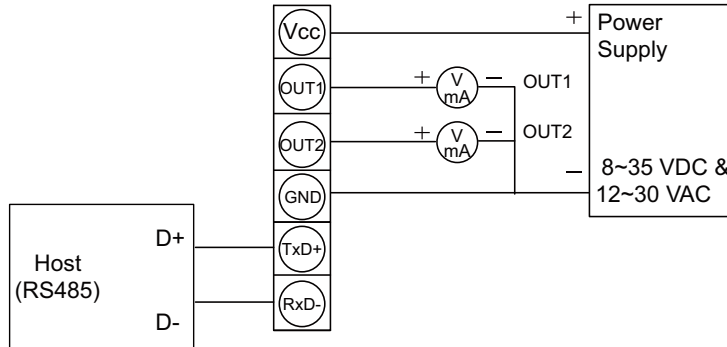 Vcc
+
Power
Supply
OUT1
+
V
mA
−
OUT1
OUT2
+
V
mA
−
OUT2
GND
−
8~35 VDC &
12~30 VAC
Host
(RS485)
D+
TxD+
D-
RxD-